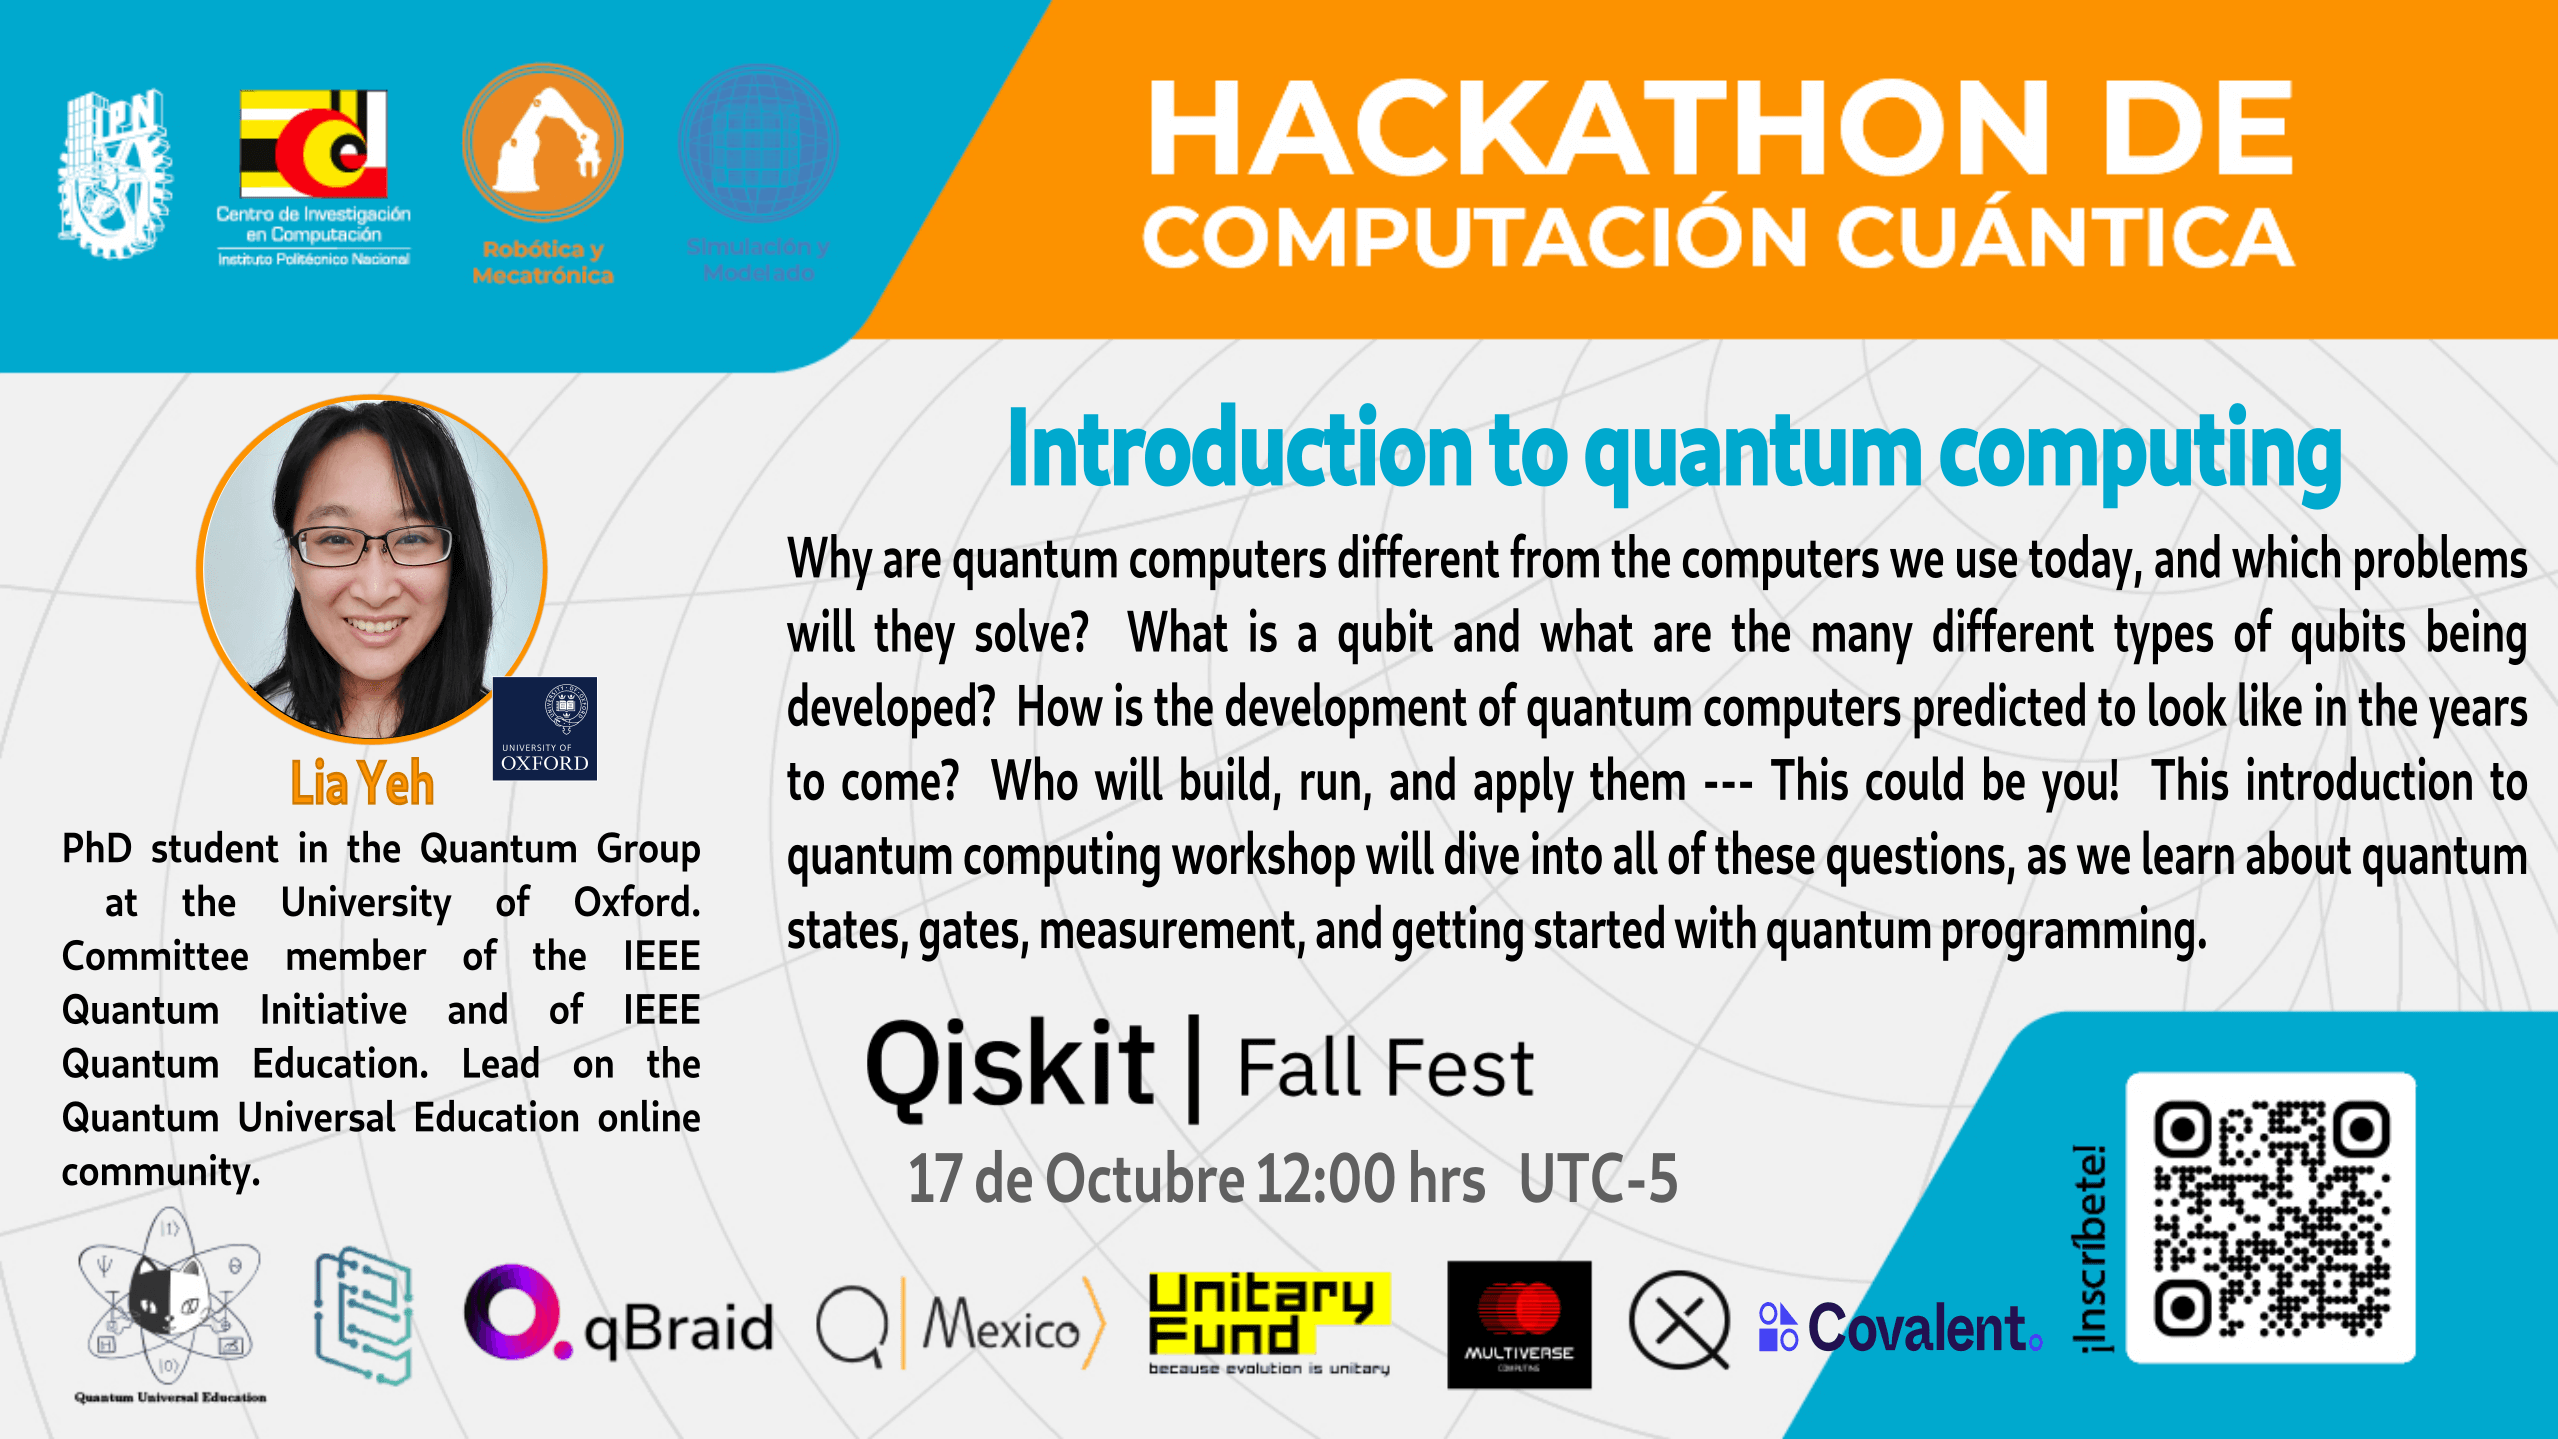 IPN
Centro de Investigación
en Computación
Instituto Politécnico Nacional
Robótica y
Mecatrónica
Simulación y
Modelado
HACKATHON DE
COMPUTACIÓN CUÁNTICA
UNIVERSITY OF
OXFORD
Lia Yeh
PhD student in the Quantum Group
at the University of Oxford.
Committee member of the IEEE
Quantum Initiative and of IEEE
Quantum Education. Lead on the
Quantum Universal Education online
community.
Introduction to quantum computing
Why are quantum computers different from the computers we use today, and which problems
will they solve? What is a qubit and what are the many different types of qubits being
developed? How is the development of quantum computers predicted to look like in the years
to come? Who will build, run, and apply them --- This could be you! This introduction to
quantum computing workshop will dive into all of these questions, as we learn about quantum
states, gates, measurement, and getting started with quantum programming.
Qiskit | Fall Fest
17 de Octubre 12:00 hrs UTC-5
¡Inscríbete!
|1⟩
Ψ
Θ
H
|0⟩
Quantum Universal Education
qBraid
Q|Mexico⟩
Unitary
Fund
because evolution is unitary
MULTIVERSE
COMPUTING
Covalent